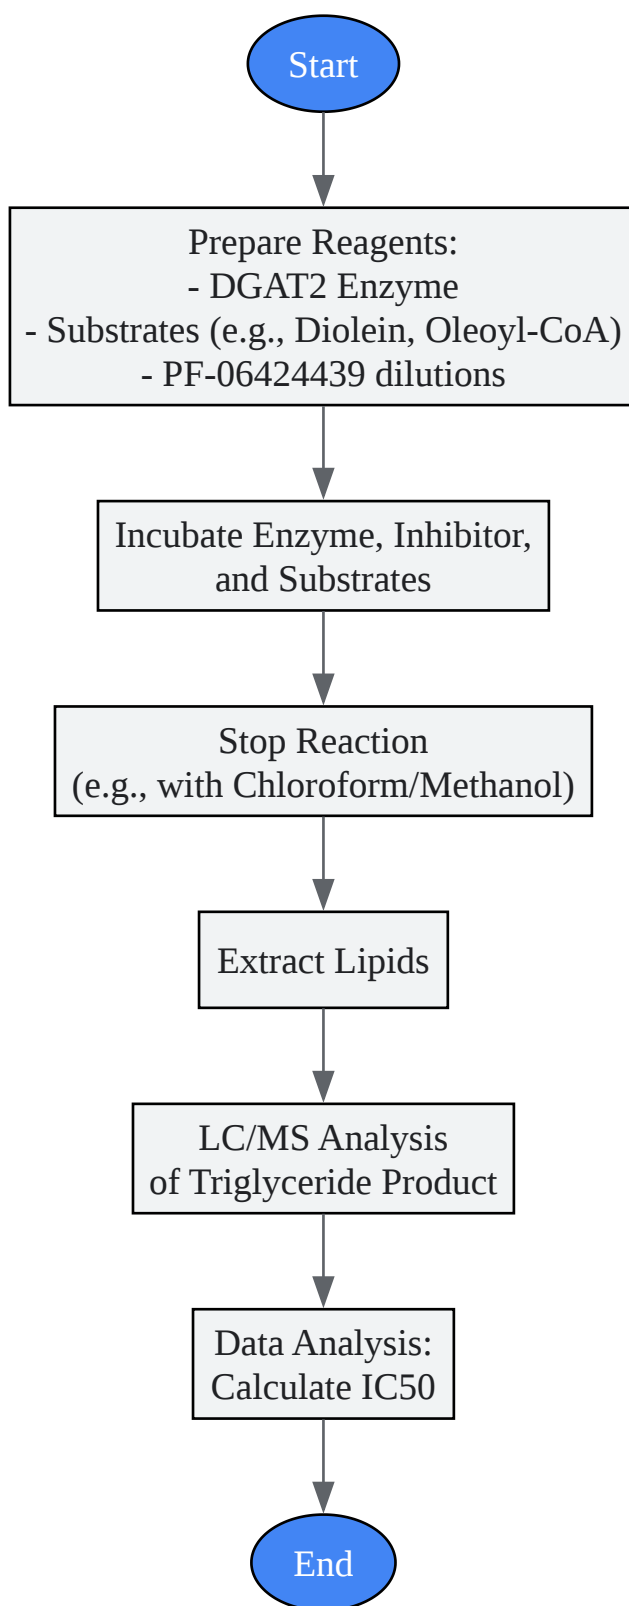 Start
Prepare Reagents:
- DGAT2 Enzyme
- Substrates (e.g., Diolein, Oleoyl-CoA)
- PF-06424439 dilutions
Incubate Enzyme, Inhibitor,
and Substrates
Stop Reaction
(e.g., with Chloroform/Methanol)
Extract Lipids
LC/MS Analysis
of Triglyceride Product
Data Analysis:
Calculate IC50
End